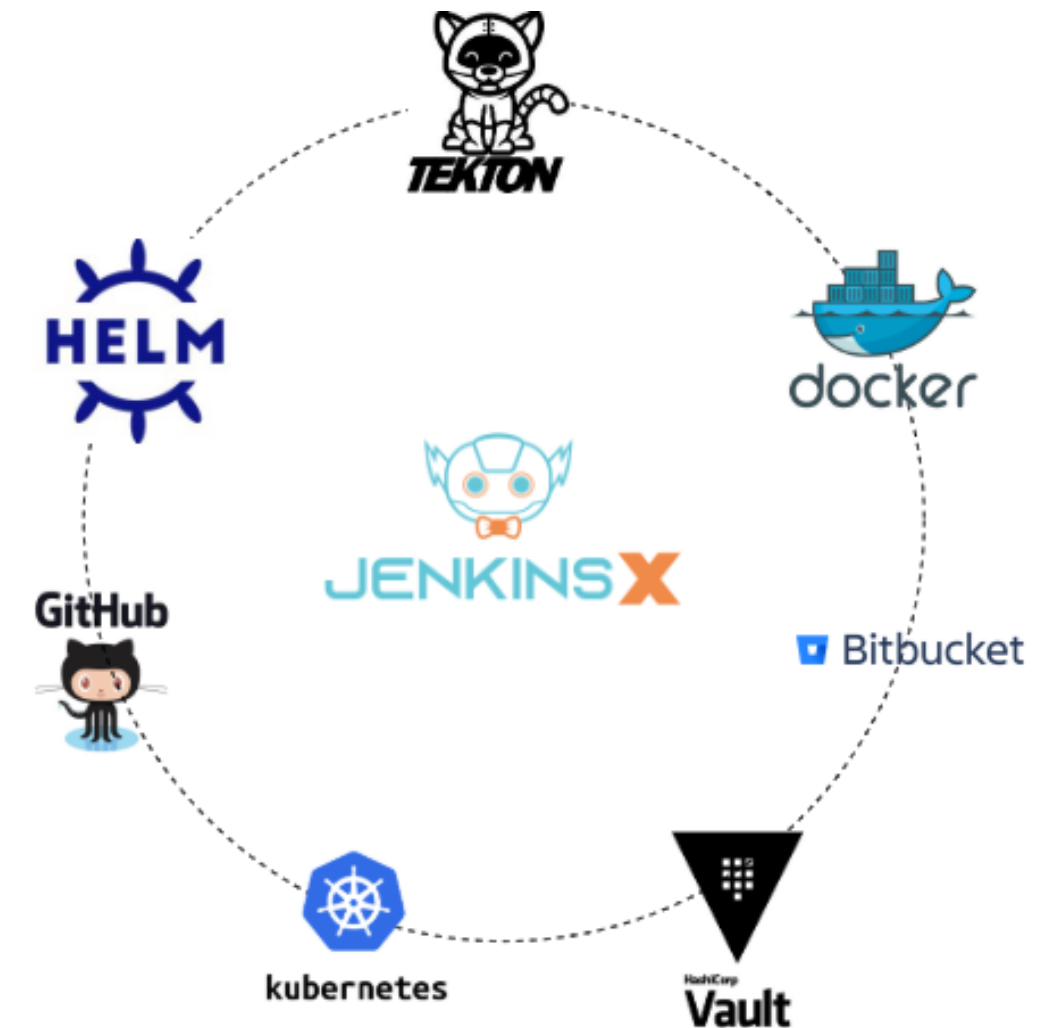 TEKTON
HELM
docker
JENKINS X
GitHub
Bitbucket
kubernetes
HashiCorp
Vault